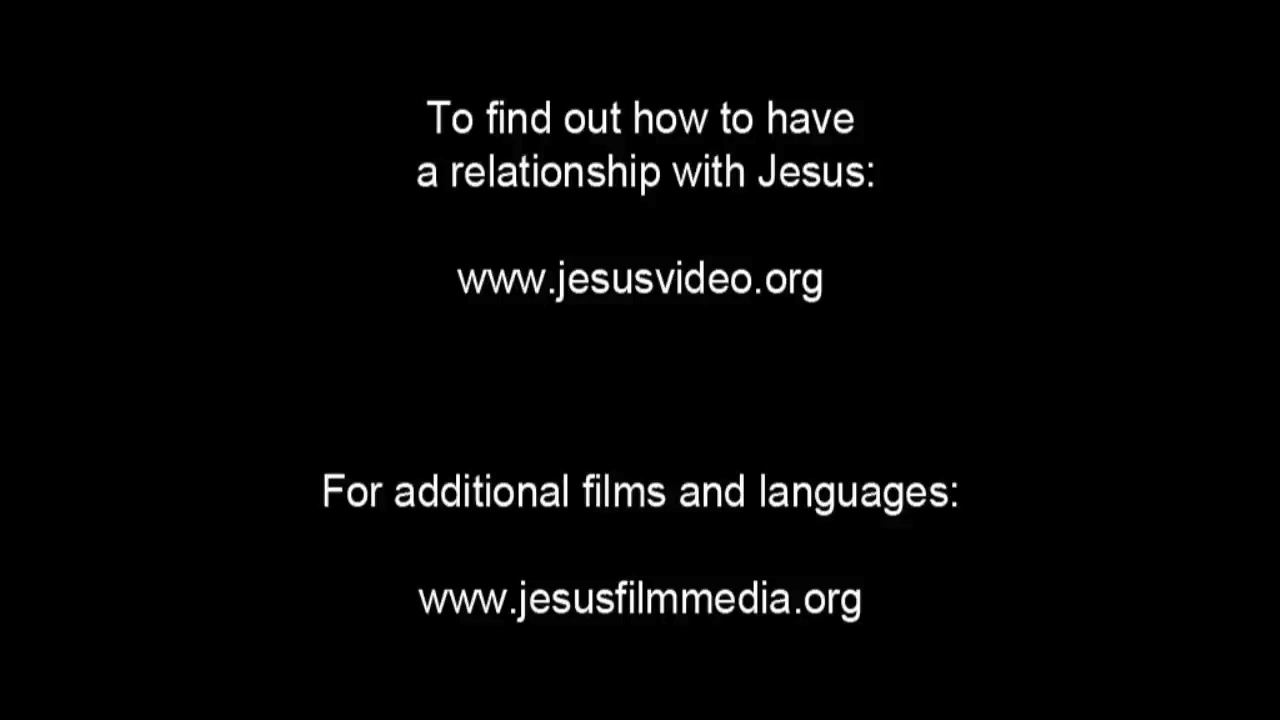 To find out how to have
a relationship with Jesus:
www.jesusvideo.org
For additional films and languages:
www.jesusfilmmedia.org